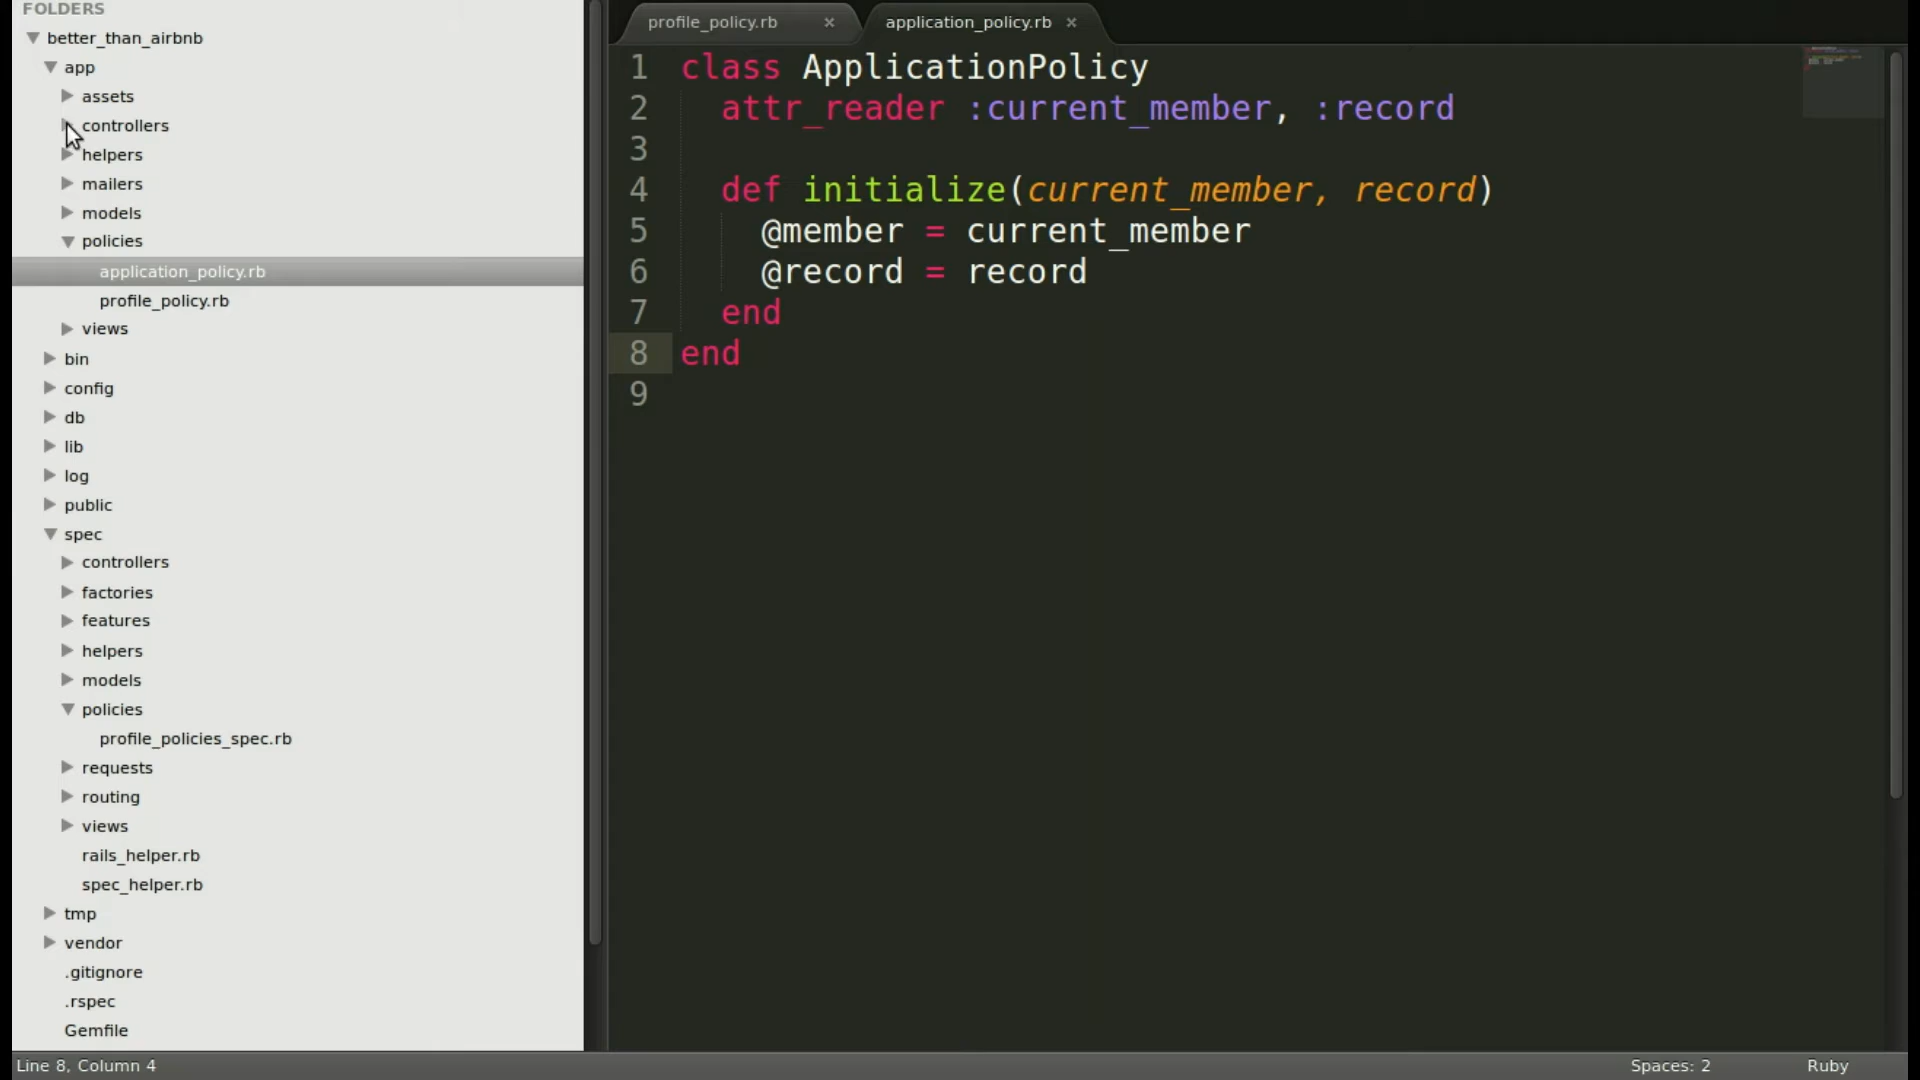 FOLDERS
better_than_airbnb
app
assets
controllers
helpers
mailers
models
policies
application_policy.rb
profile_policy.rb
views
bin
config
db
lib
log
public
spec
controllers
factories
features
helpers
models
policies
profile_policies_spec.rb
requests
routing
views
rails_helper.rb
spec_helper.rb
tmp
vendor
.gitignore
.rspec
Gemfile
profile_policy.rb × application_policy.rb ×
1 class ApplicationPolicy
2 attr_reader :current_member, :record
3
4 def initialize(current_member, record)
5 @member = current_member
6 @record = record
7 end
8 end
9
Line 8, Column 4 Spaces: 2 Ruby